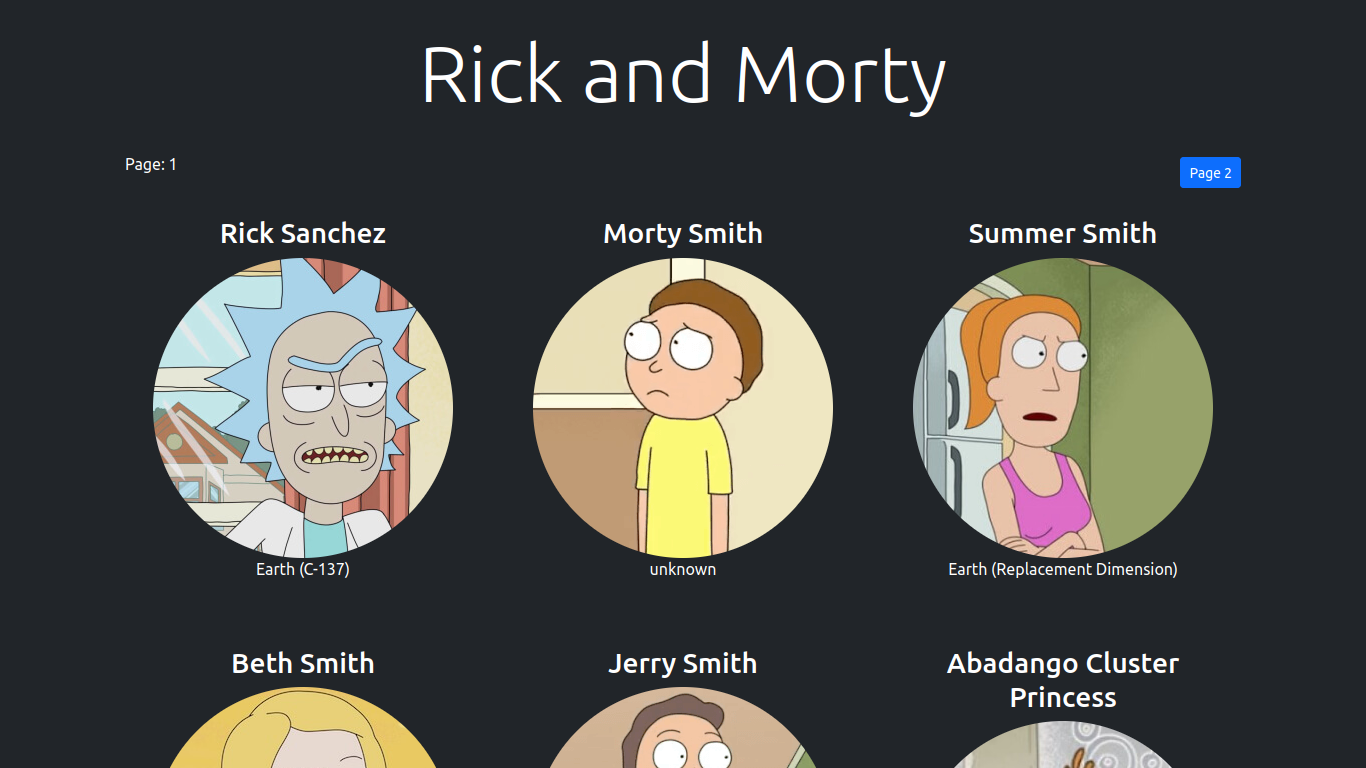 Rick and Morty
Page: 1
Page 2
Rick Sanchez
Morty Smith
Summer Smith
Earth (C-137)
unknown
Earth (Replacement Dimension)
Beth Smith
Jerry Smith
Abadango Cluster
Princess